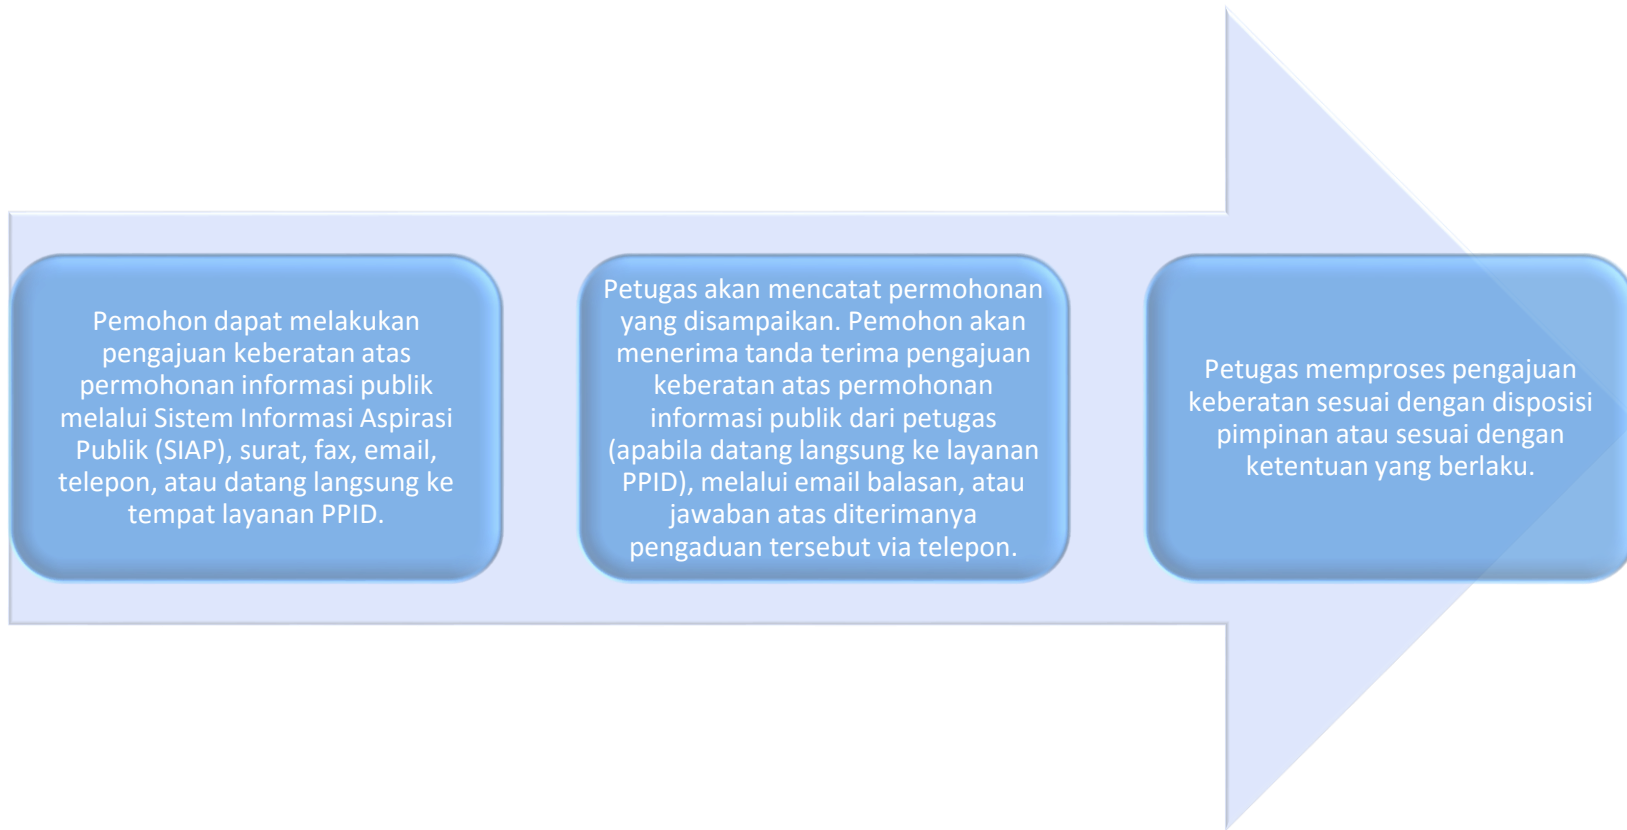 Pemohon dapat melakukan
pengajuan keberatan atas
permohonan informasi publik
melalui Sistem Informasi Aspirasi
Publik (SIAP), surat, fax, email,
telepon, atau datang langsung ke
tempat layanan PPID.
Petugas akan mencatat permohonan
yang disampaikan. Pemohon akan
menerima tanda terima pengajuan
keberatan atas permohonan
informasi publik dari petugas
(apabila datang langsung ke layanan
PPID), melalui email balasan, atau
jawaban atas diterimanya
pengaduan tersebut via telepon.
Petugas memproses pengajuan
keberatan sesuai dengan disposisi
pimpinan atau sesuai dengan
ketentuan yang berlaku.